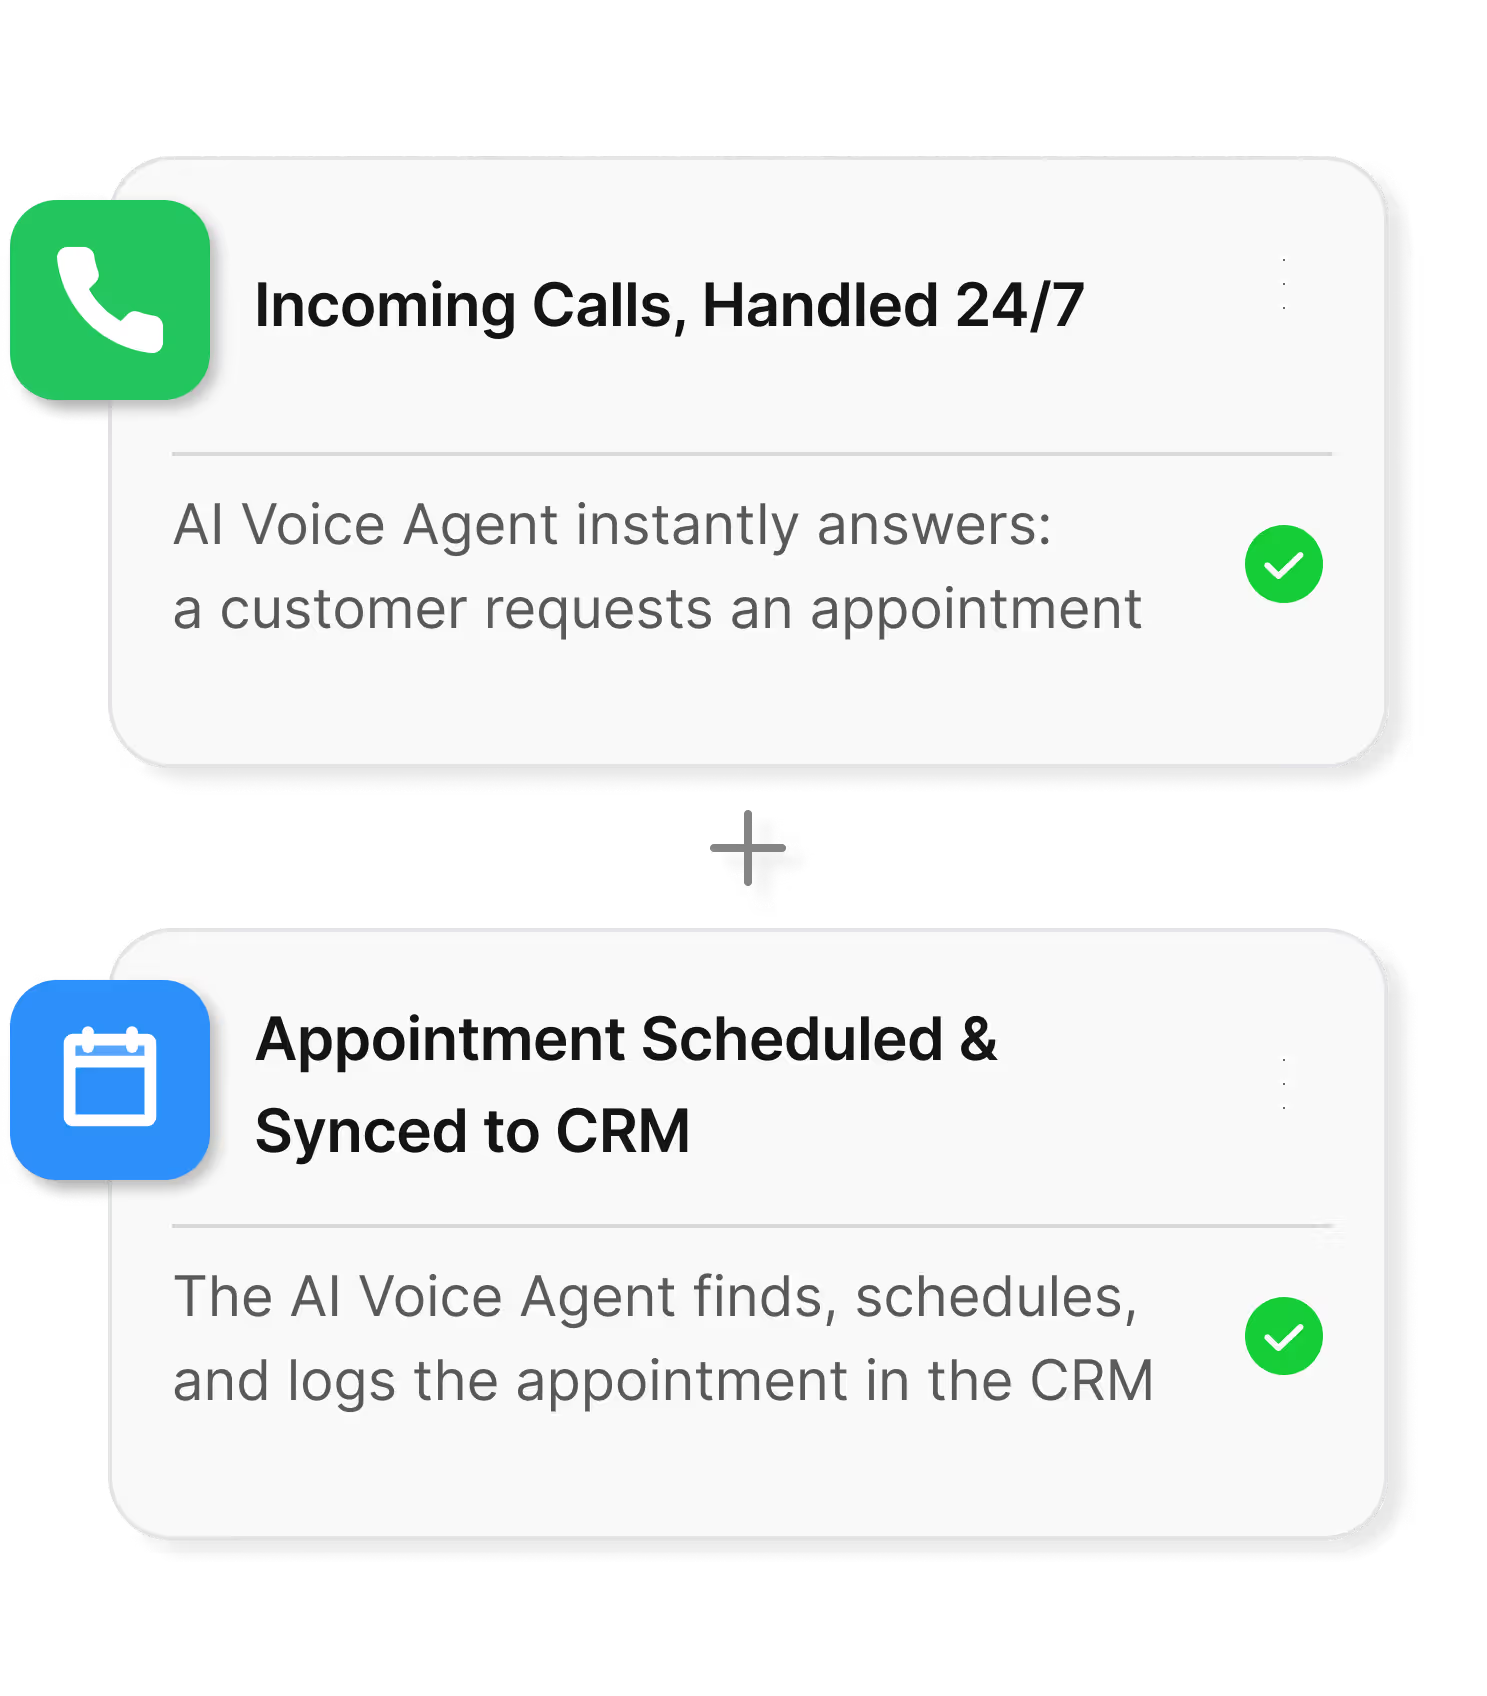 Incoming Calls, Handled 24/7
AI Voice Agent instantly answers:
a customer requests an appointment
Appointment Scheduled &
Synced to CRM
The AI Voice Agent finds, schedules,
and logs the appointment in the CRM